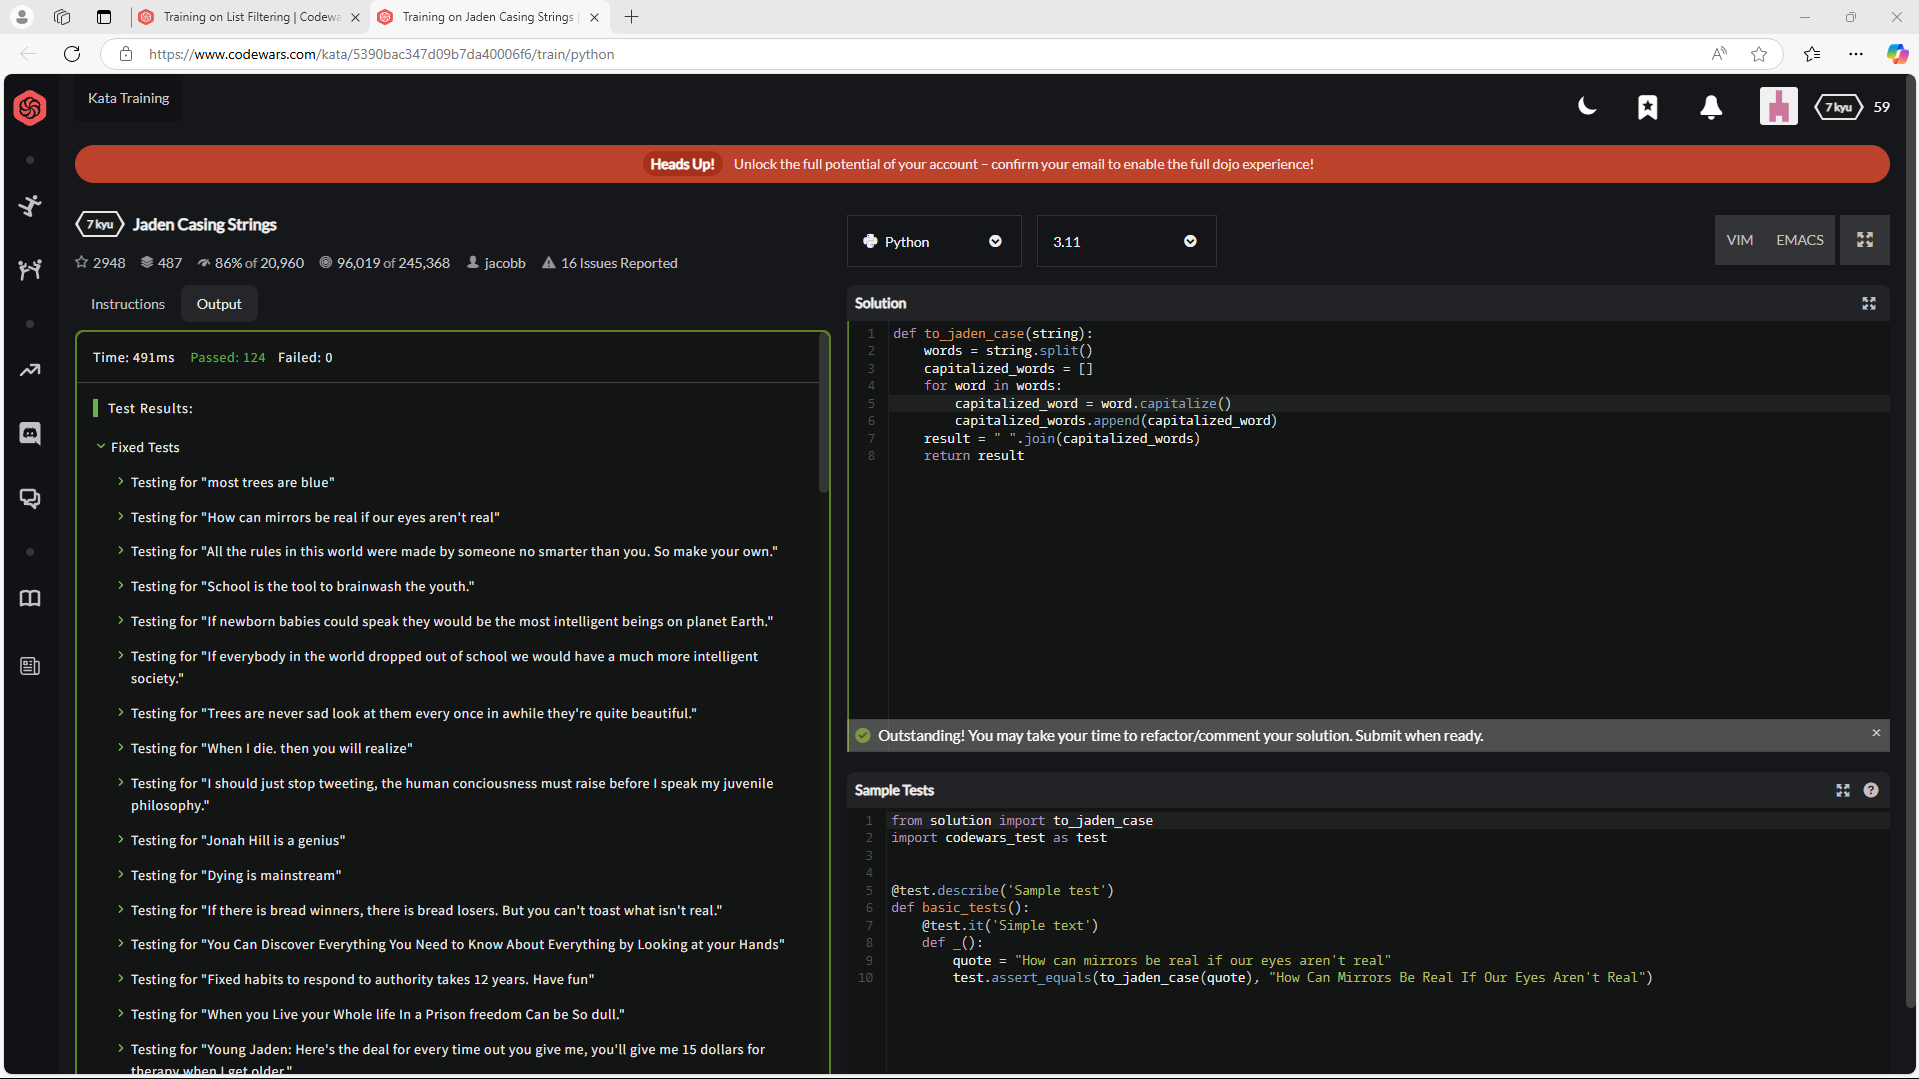 Training on List Filtering | Codewa
Training on Jaden Casing Strings |
https://www.codewars.com/kata/5390bac347d09b7da40006f6/train/python
Kata Training
7 kyu
59
Heads Up! Unlock the full potential of your account – confirm your email to enable the full dojo experience!
7 kyu Jaden Casing Strings
2948 487 86% of 20,960 96,019 of 245,368 jacobb 16 Issues Reported
Instructions Output
Time: 491ms Passed: 124 Failed: 0
Test Results:
Fixed Tests
Testing for "most trees are blue"
Testing for "How can mirrors be real if our eyes aren't real"
Testing for "All the rules in this world were made by someone no smarter than you. So make your own."
Testing for "School is the tool to brainwash the youth."
Testing for "If newborn babies could speak they would be the most intelligent beings on planet Earth."
Testing for "If everybody in the world dropped out of school we would have a much more intelligent
society."
Testing for "Trees are never sad look at them every once in awhile they're quite beautiful."
Testing for "When I die. then you will realize"
Testing for "I should just stop tweeting, the human conciousness must raise before I speak my juvenile
philosophy."
Testing for "Jonah Hill is a genius"
Testing for "Dying is mainstream"
Testing for "If there is bread winners, there is bread losers. But you can't toast what isn't real."
Testing for "You Can Discover Everything You Need to Know About Everything by Looking at your Hands"
Testing for "Fixed habits to respond to authority takes 12 years. Have fun"
Testing for "When you Live your Whole life In a Prison freedom Can be So dull."
Testing for "Young Jaden: Here's the deal for every time out you give me, you'll give me 15 dollars for
therapy when I get older."
Python
3.11
VIM EMACS
Solution
1 def to_jaden_case(string):
2 words = string.split()
3 capitalized_words = []
4 for word in words:
5 capitalized_word = word.capitalize()
6 capitalized_words.append(capitalized_word)
7 result = " ".join(capitalized_words)
8 return result
Outstanding! You may take your time to refactor/comment your solution. Submit when ready.
Sample Tests
1 from solution import to_jaden_case
2 import codewars_test as test
3
4
5 @test.describe('Sample test')
6 def basic_tests():
7 @test.it('Simple text')
8 def _():
9 quote = "How can mirrors be real if our eyes aren't real"
10 test.assert_equals(to_jaden_case(quote), "How Can Mirrors Be Real If Our Eyes Aren't Real")